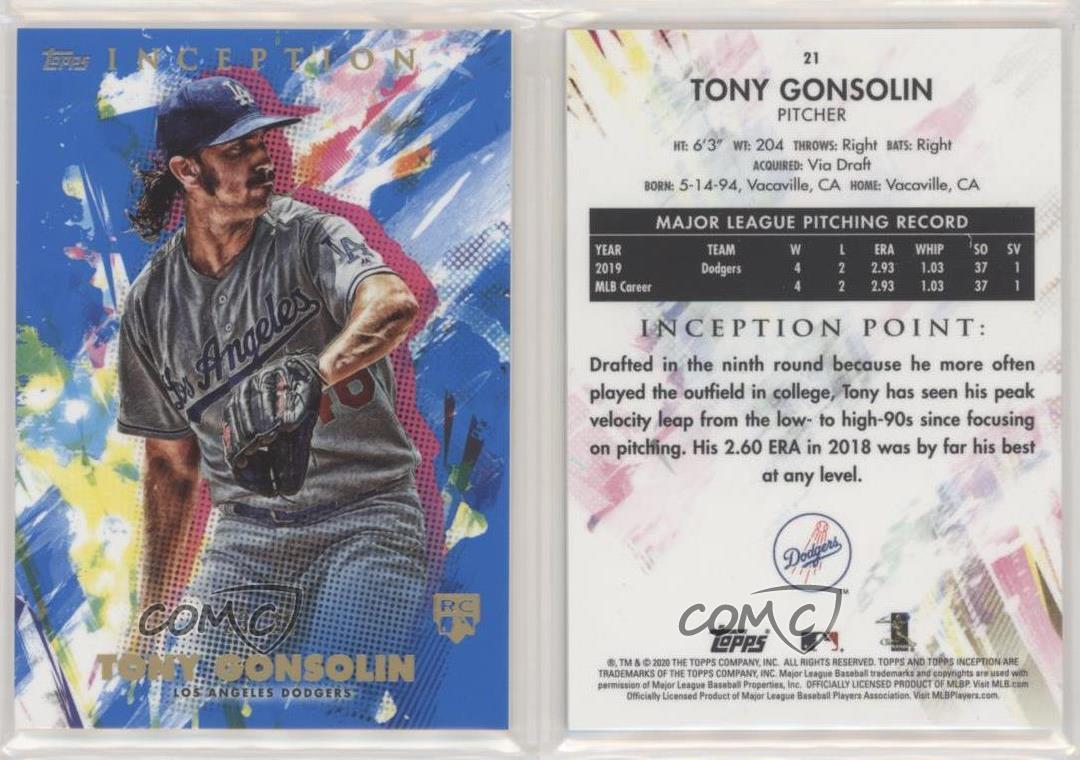 Topps INCEPTION
LA
LA
Los Angeles
46
COMC
RC
TONY GONSOLIN
LOS ANGELES DODGERS™
21
TONY GONSOLIN
PITCHER
HT: 6'3" WT: 204 THROWS: Right BATS: Right
ACQUIRED: Via Draft
BORN: 5-14-94, Vacaville, CA HOME: Vacaville, CA
MAJOR LEAGUE PITCHING RECORD
YEAR TEAM W L ERA WHIP SO SV
2019 Dodgers 4 2 2.93 1.03 37 1
MLB Career 4 2 2.93 1.03 37 1
INCEPTION POINT:
Drafted in the ninth round because he more often
played the outfield in college, Tony has seen his peak
velocity leap from the low- to high-90s since focusing
on pitching. His 2.60 ERA in 2018 was by far his best
at any level.
Dodgers
TM
COMC
Topps
®, TM & © 2020 THE TOPPS COMPANY, INC. ALL RIGHTS RESERVED. TOPPS AND TOPPS INCEPTION ARE
TRADEMARKS OF THE TOPPS COMPANY, INC. Major League Baseball trademarks and copyrights are used with
permission of Major League Baseball Properties, Inc. OFFICIALLY LICENSED PRODUCT OF MLBP. Visit MLB.com
Officially Licensed Product of Major League Baseball Players Association. Visit MLBPlayers.com.